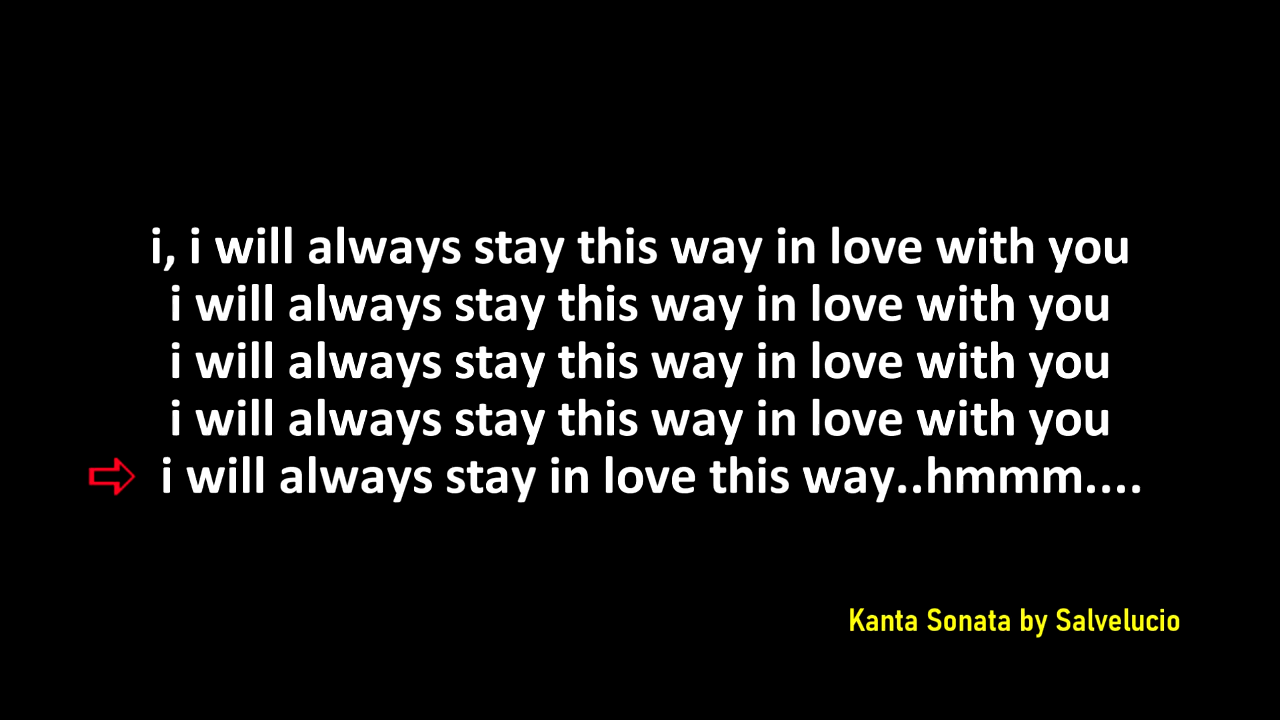 i, i will always stay this way in love with you
i will always stay this way in love with you
i will always stay this way in love with you
i will always stay this way in love with you
⇨ i will always stay in love this way..hmmm....
Kanta Sonata by Salvelucio